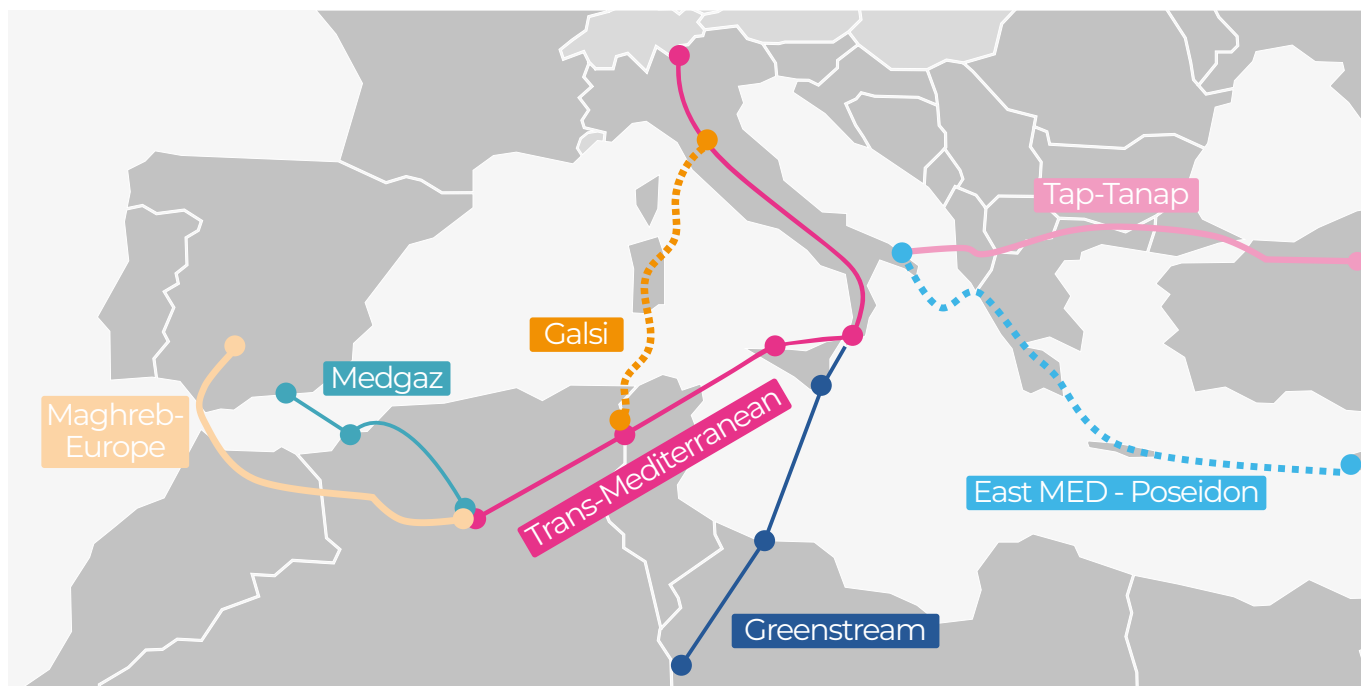 Tap-Tanap
Galsi
Medgaz
Maghreb-
Europe
Trans-Mediterranean
East MED - Poseidon
Greenstream